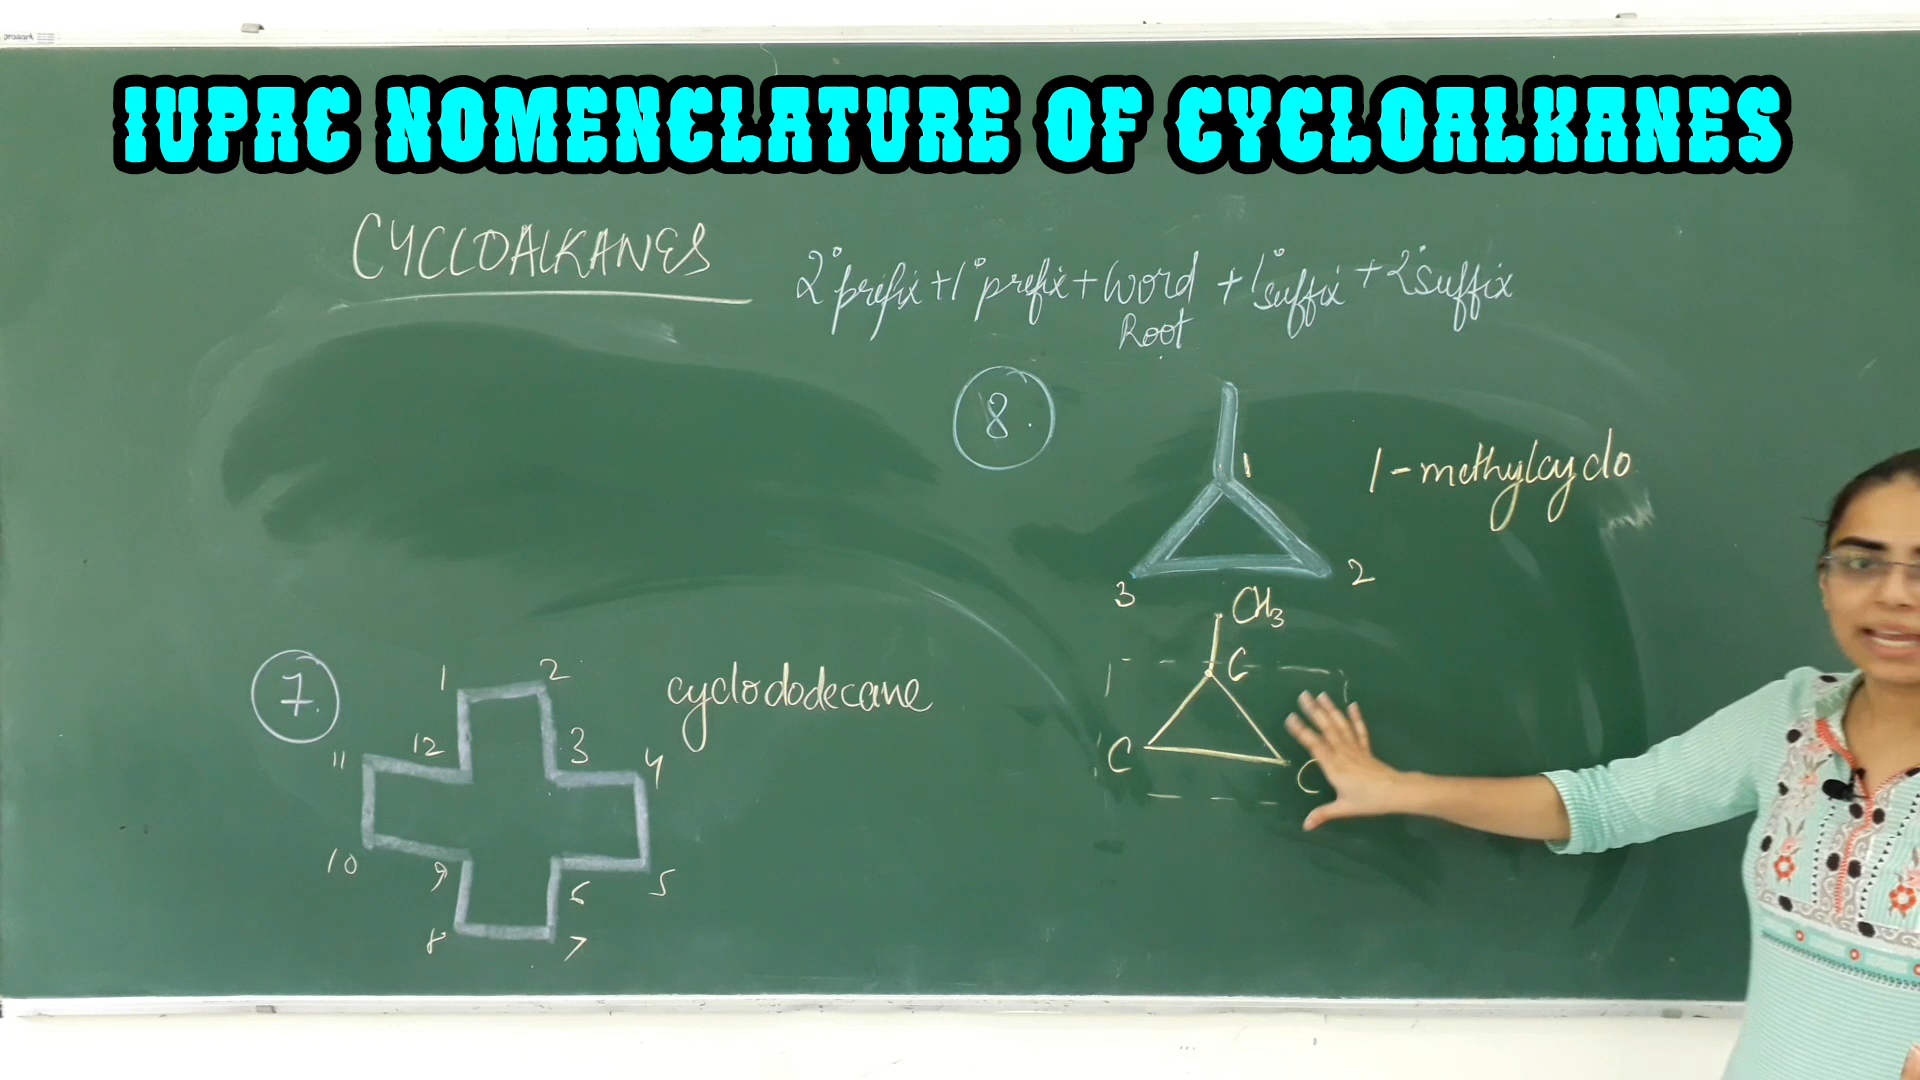 IUPAC NOMENCLATURE OF CYCLOALKANES
CYCLOALKANES
2° prefix + 1° prefix + word + 1° suffix + 2° suffix
Root
8.
1
1-methylcyclo
3
2
CH3
C
C
C
7.
1
2
cyclododecane
11
12
3
4
10
9
6
5
8
7